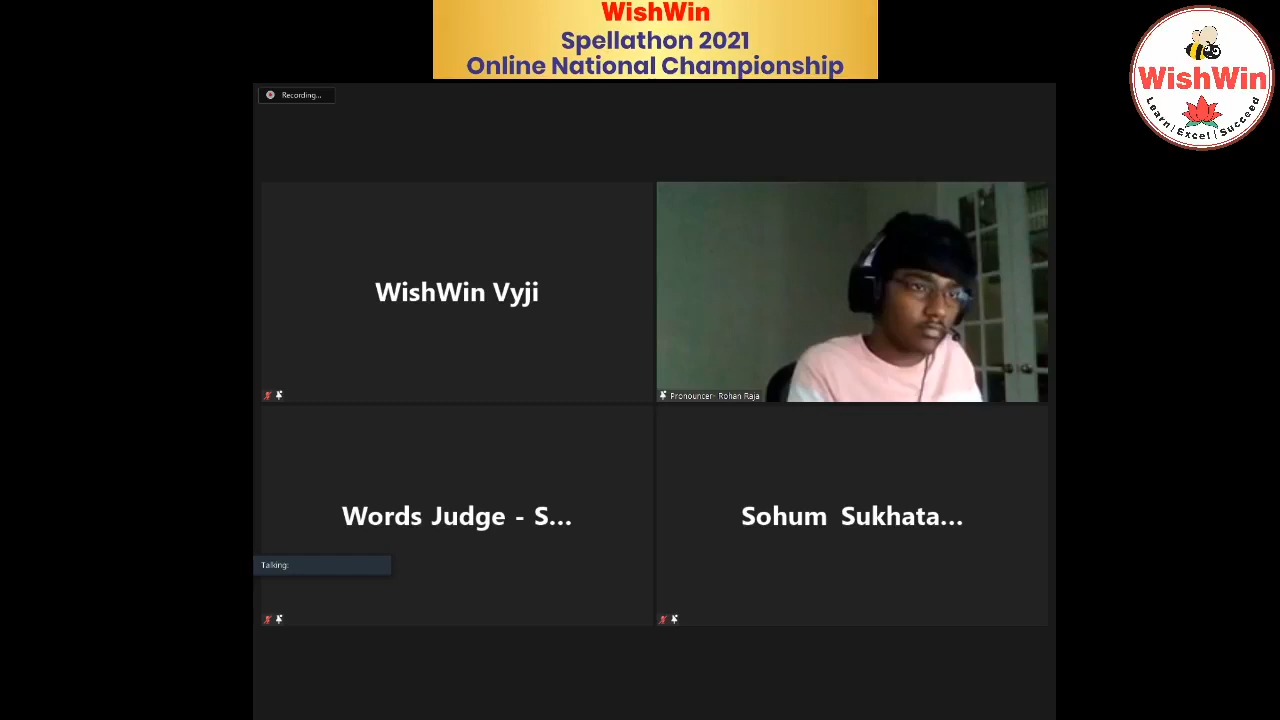 WishWin
Spellathon 2021
Online National Championship
WishWin
Learn | Excel | Succeed
Recording...
WishWin Vyji
Pronouncer- Rohan Raja
Words Judge - S...
Sohum Sukhata...
Talking: